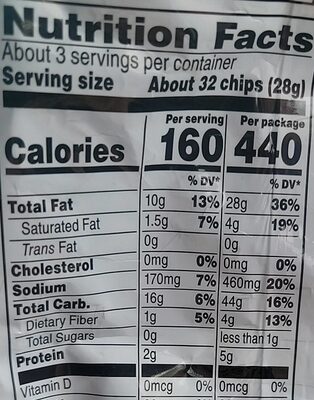 Nutrition Facts
About 3 servings per container
Serving size About 32 chips (28g)
Per serving Per package
Calories 160 440
% DV* % DV*
Total Fat 10g 13% 28g 36%
Saturated Fat 1.5g 7% 4g 19%
Trans Fat 0g 0g
Cholesterol 0mg 0% 0mg 0%
Sodium 170mg 7% 460mg 20%
Total Carb. 16g 6% 44g 16%
Dietary Fiber 1g 5% 4g 13%
Total Sugars 0g less than 1g
Protein 2g 5g
Vitamin D 0mcg 0% 0mcg 0%